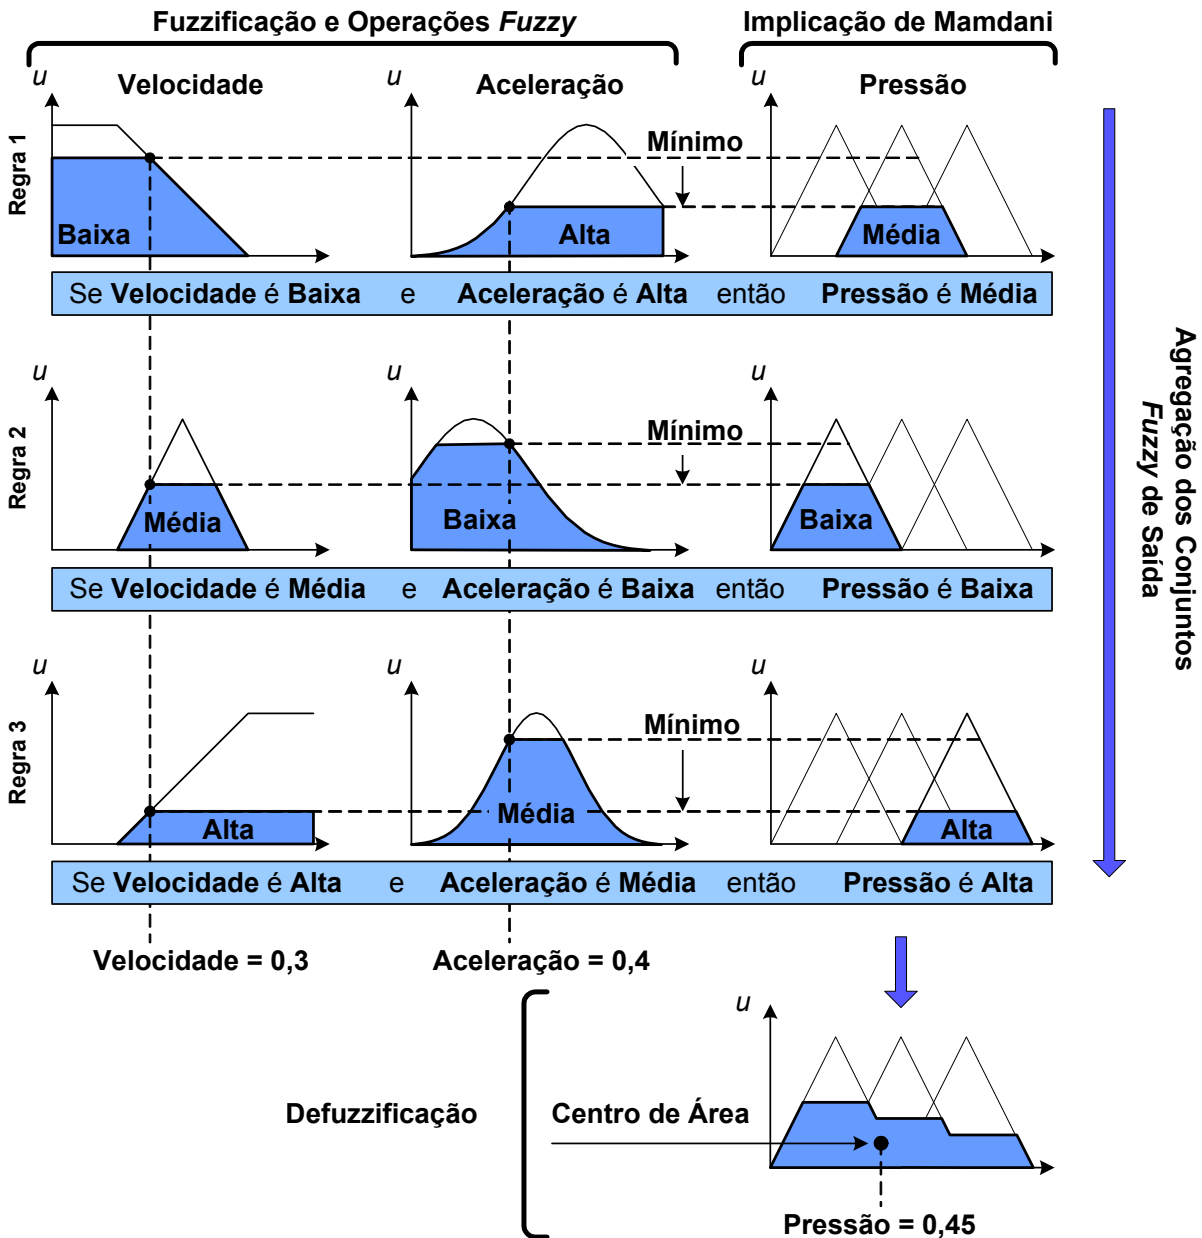 Fuzzificação e Operações Fuzzy
Implicação de Mamdani
u
Velocidade
u
Aceleração
u
Pressão
Regra 1
Mínimo
Baixa
Alta
Média
Se Velocidade é Baixa e Aceleração é Alta então Pressão é Média
u
u
u
Regra 2
Mínimo
Média
Baixa
Baixa
Se Velocidade é Média e Aceleração é Baixa então Pressão é Baixa
u
u
u
Regra 3
Mínimo
Alta
Média
Alta
Se Velocidade é Alta e Aceleração é Média então Pressão é Alta
Agregação dos Conjuntos
Fuzzy de Saída
Velocidade = 0,3
Aceleração = 0,4
u
Defuzzificação
Centro de Área
Pressão = 0,45